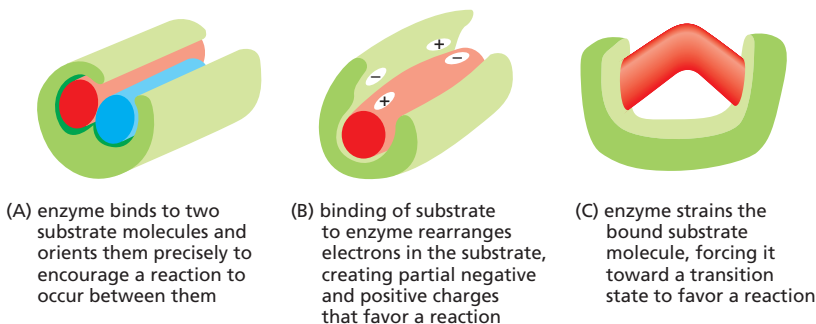 +
−
−
+
(A) enzyme binds to two
substrate molecules and
orients them precisely to
encourage a reaction to
occur between them
(B) binding of substrate
to enzyme rearranges
electrons in the substrate,
creating partial negative
and positive charges
that favor a reaction
(C) enzyme strains the
bound substrate
molecule, forcing it
toward a transition
state to favor a reaction